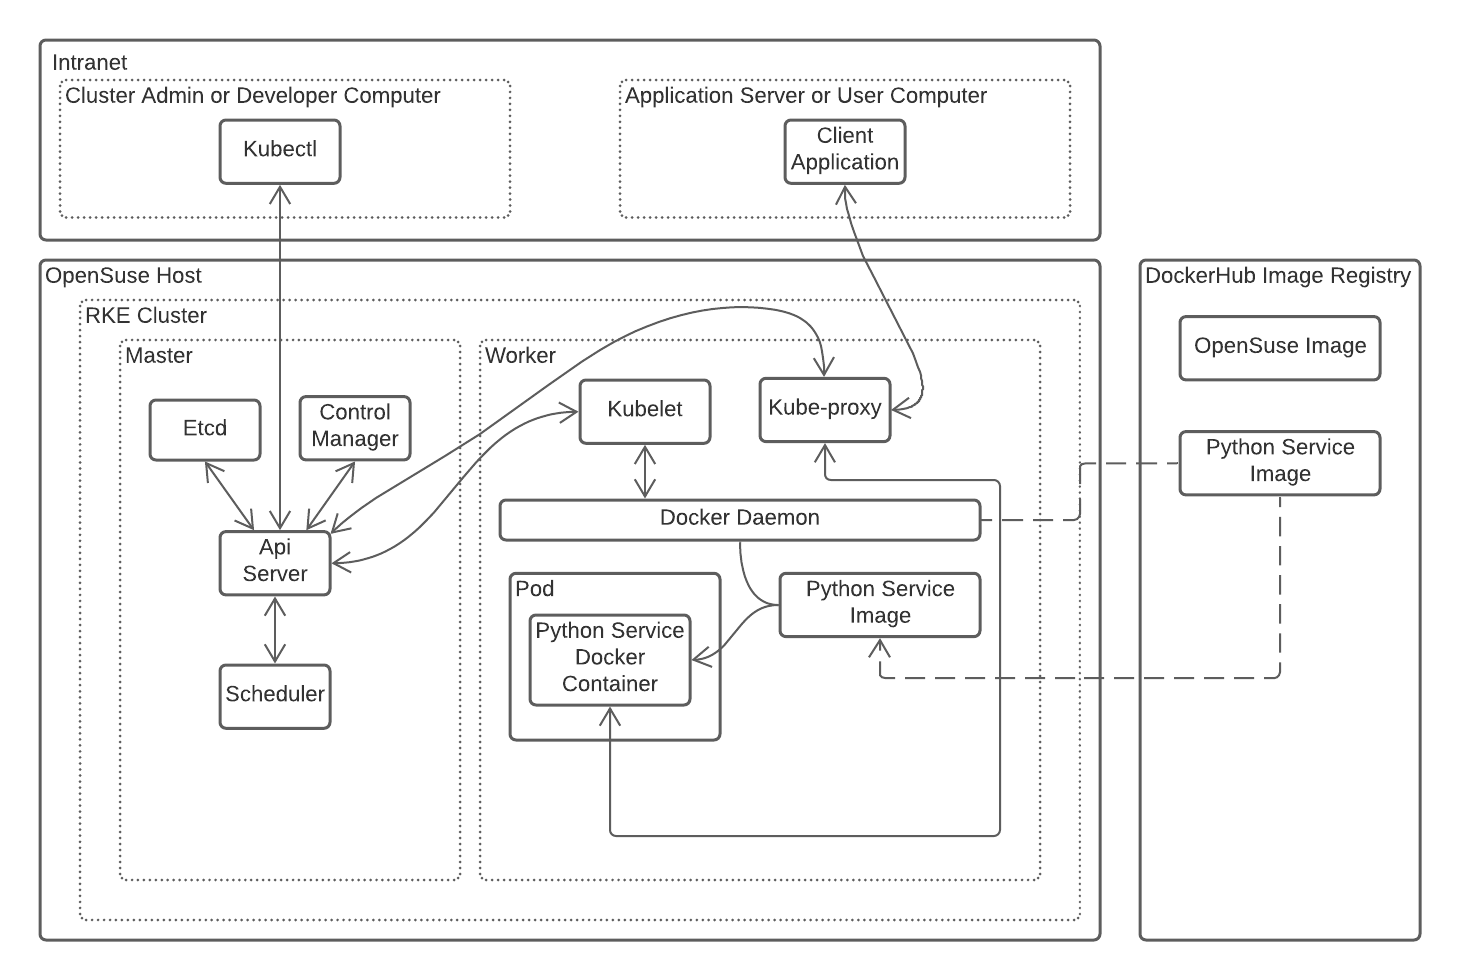 Intranet
Cluster Admin or Developer Computer
Kubectl
Application Server or User Computer
Client
Application
OpenSuse Host
RKE Cluster
Master
Etcd
Control
Manager
Api
Server
Scheduler
Worker
Kubelet
Kube-proxy
Docker Daemon
Pod
Python Service
Docker
Container
Python Service
Image
DockerHub Image Registry
OpenSuse Image
Python Service
Image